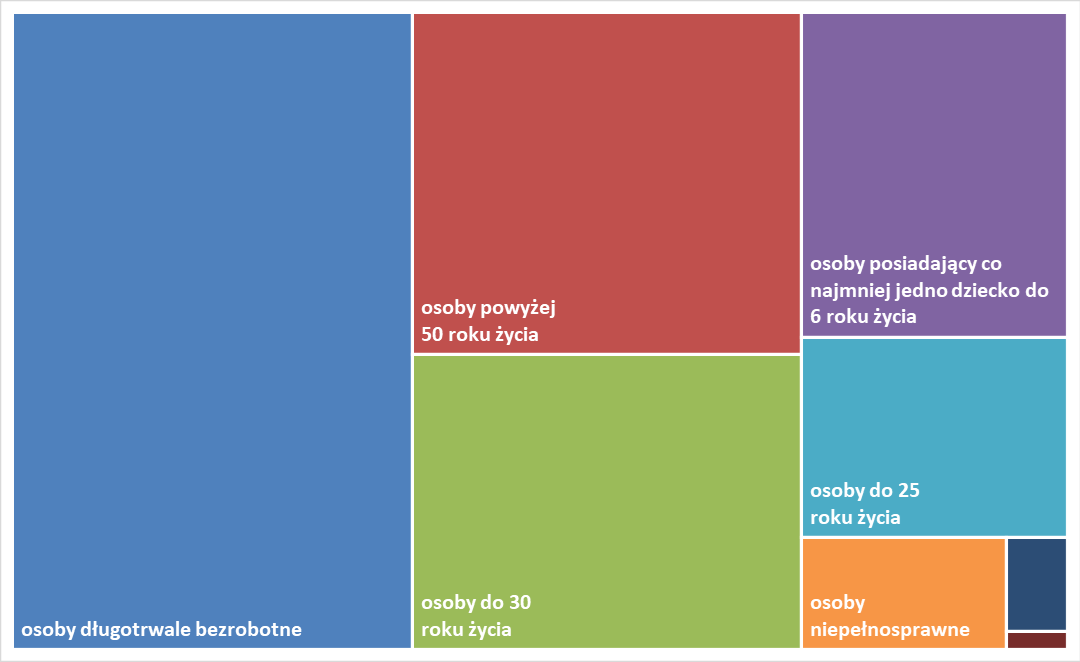 osoby długotrwale bezrobotne
osoby powyżej
50 roku życia
osoby do 30
roku życia
osoby posiadający co
najmniej jedno dziecko do
6 roku życia
osoby do 25
roku życia
osoby
niepełnosprawne